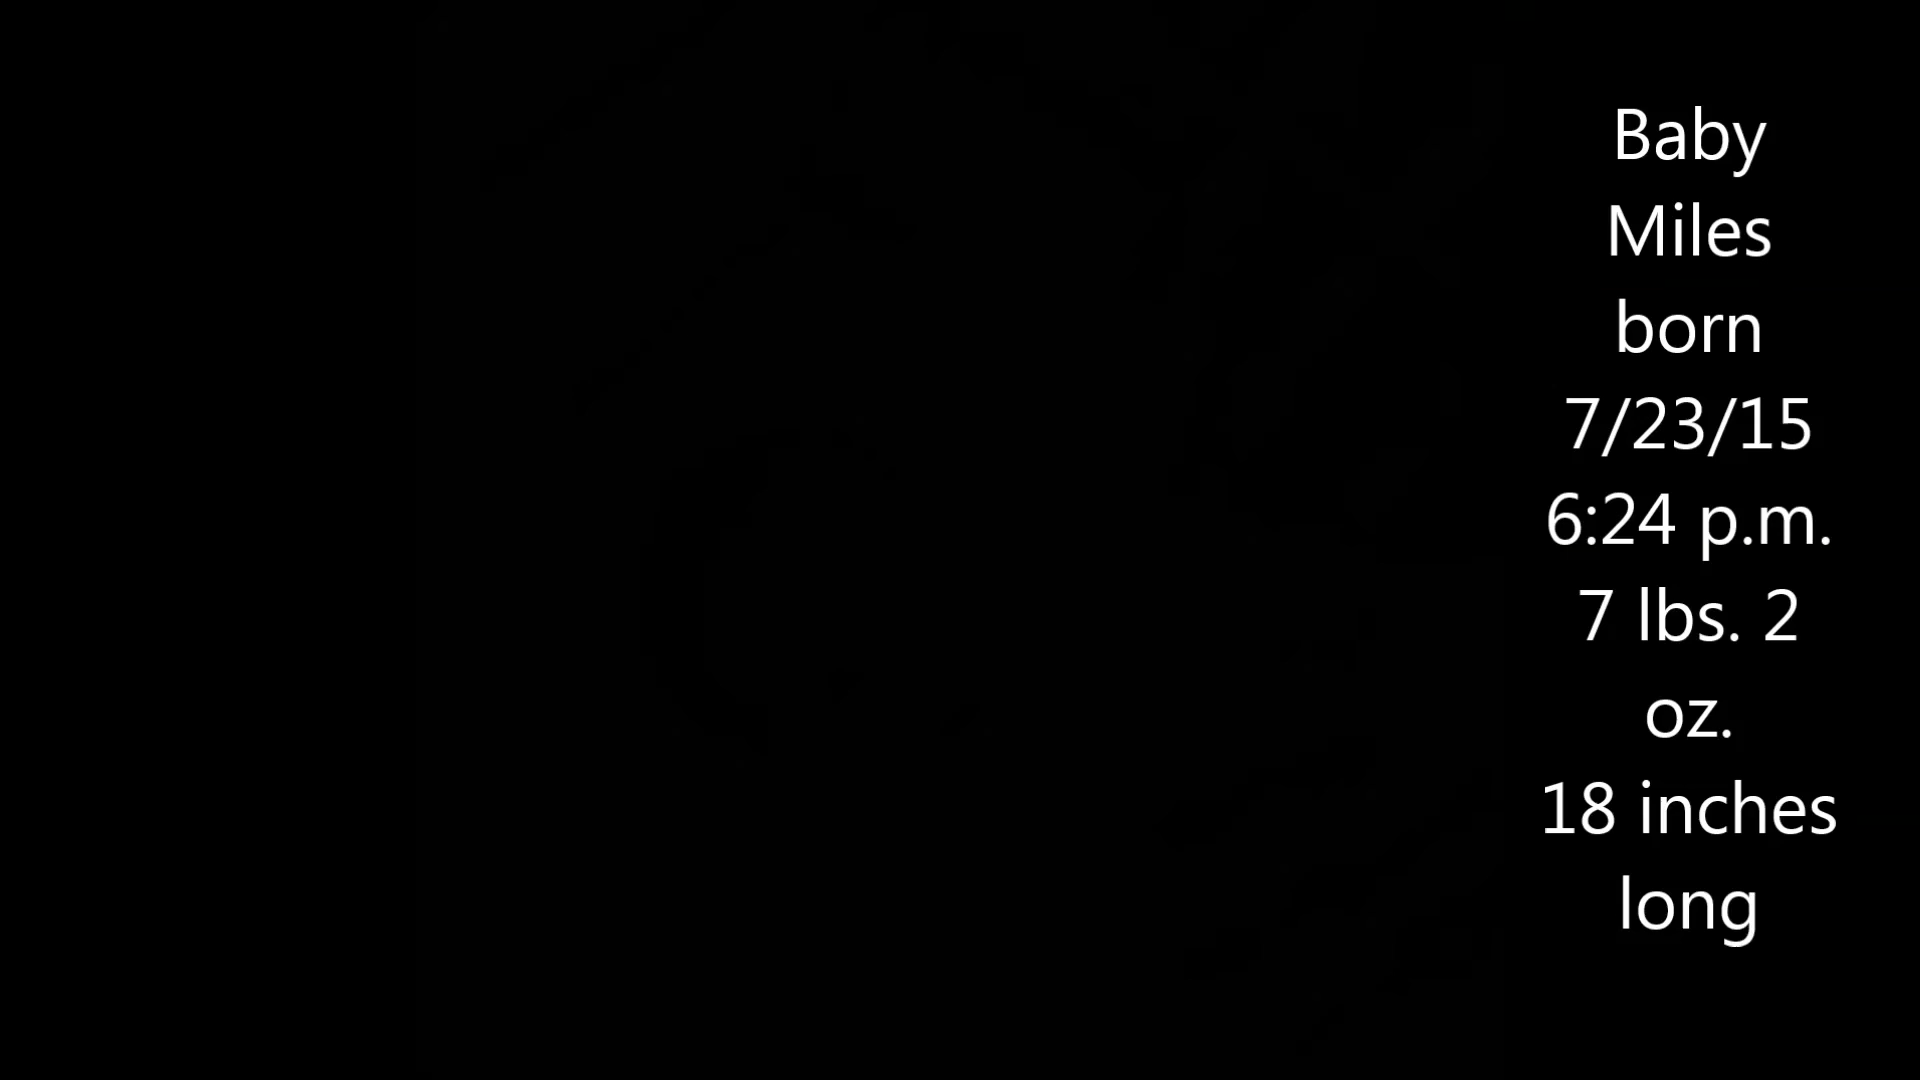 Baby
Miles
born
7/23/15
6:24 p.m.
7 lbs. 2
oz.
18 inches
long